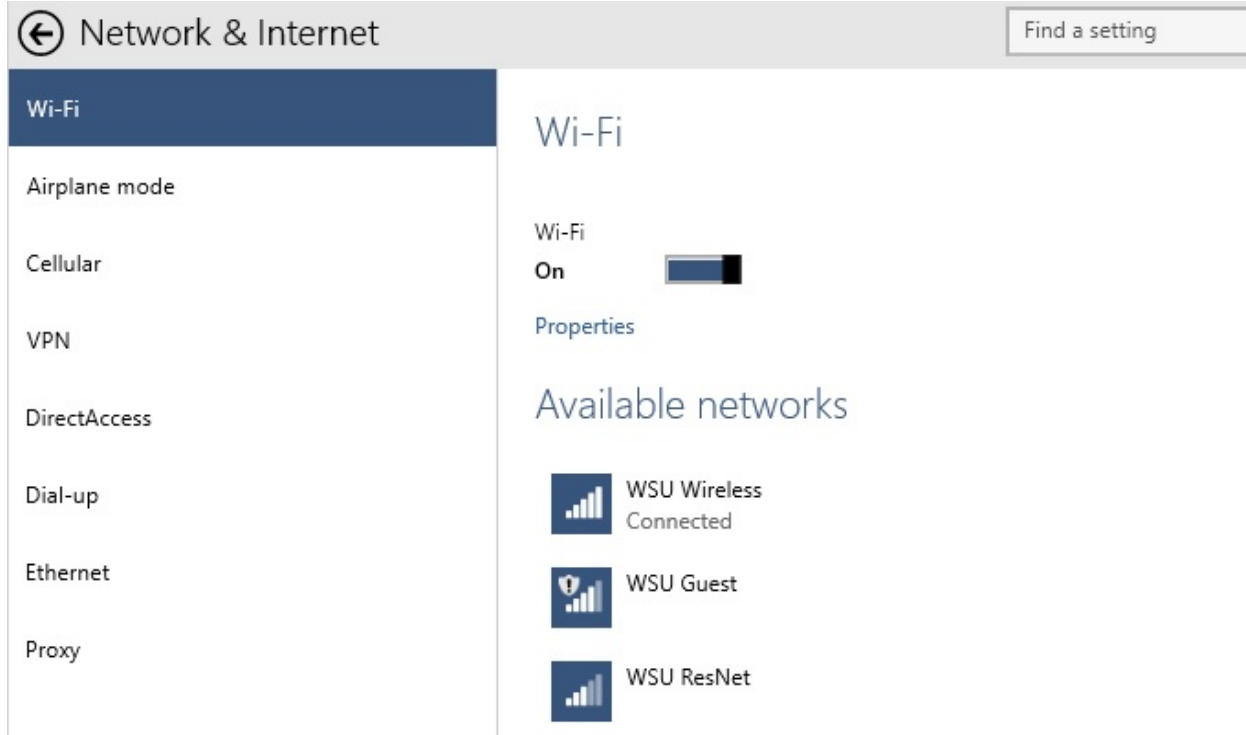 Network & Internet
Find a setting
Wi-Fi
Airplane mode
Cellular
VPN
DirectAccess
Dial-up
Ethernet
Proxy
Wi-Fi
Wi-Fi
On
Properties
Available networks
WSU Wireless
Connected
WSU Guest
WSU ResNet